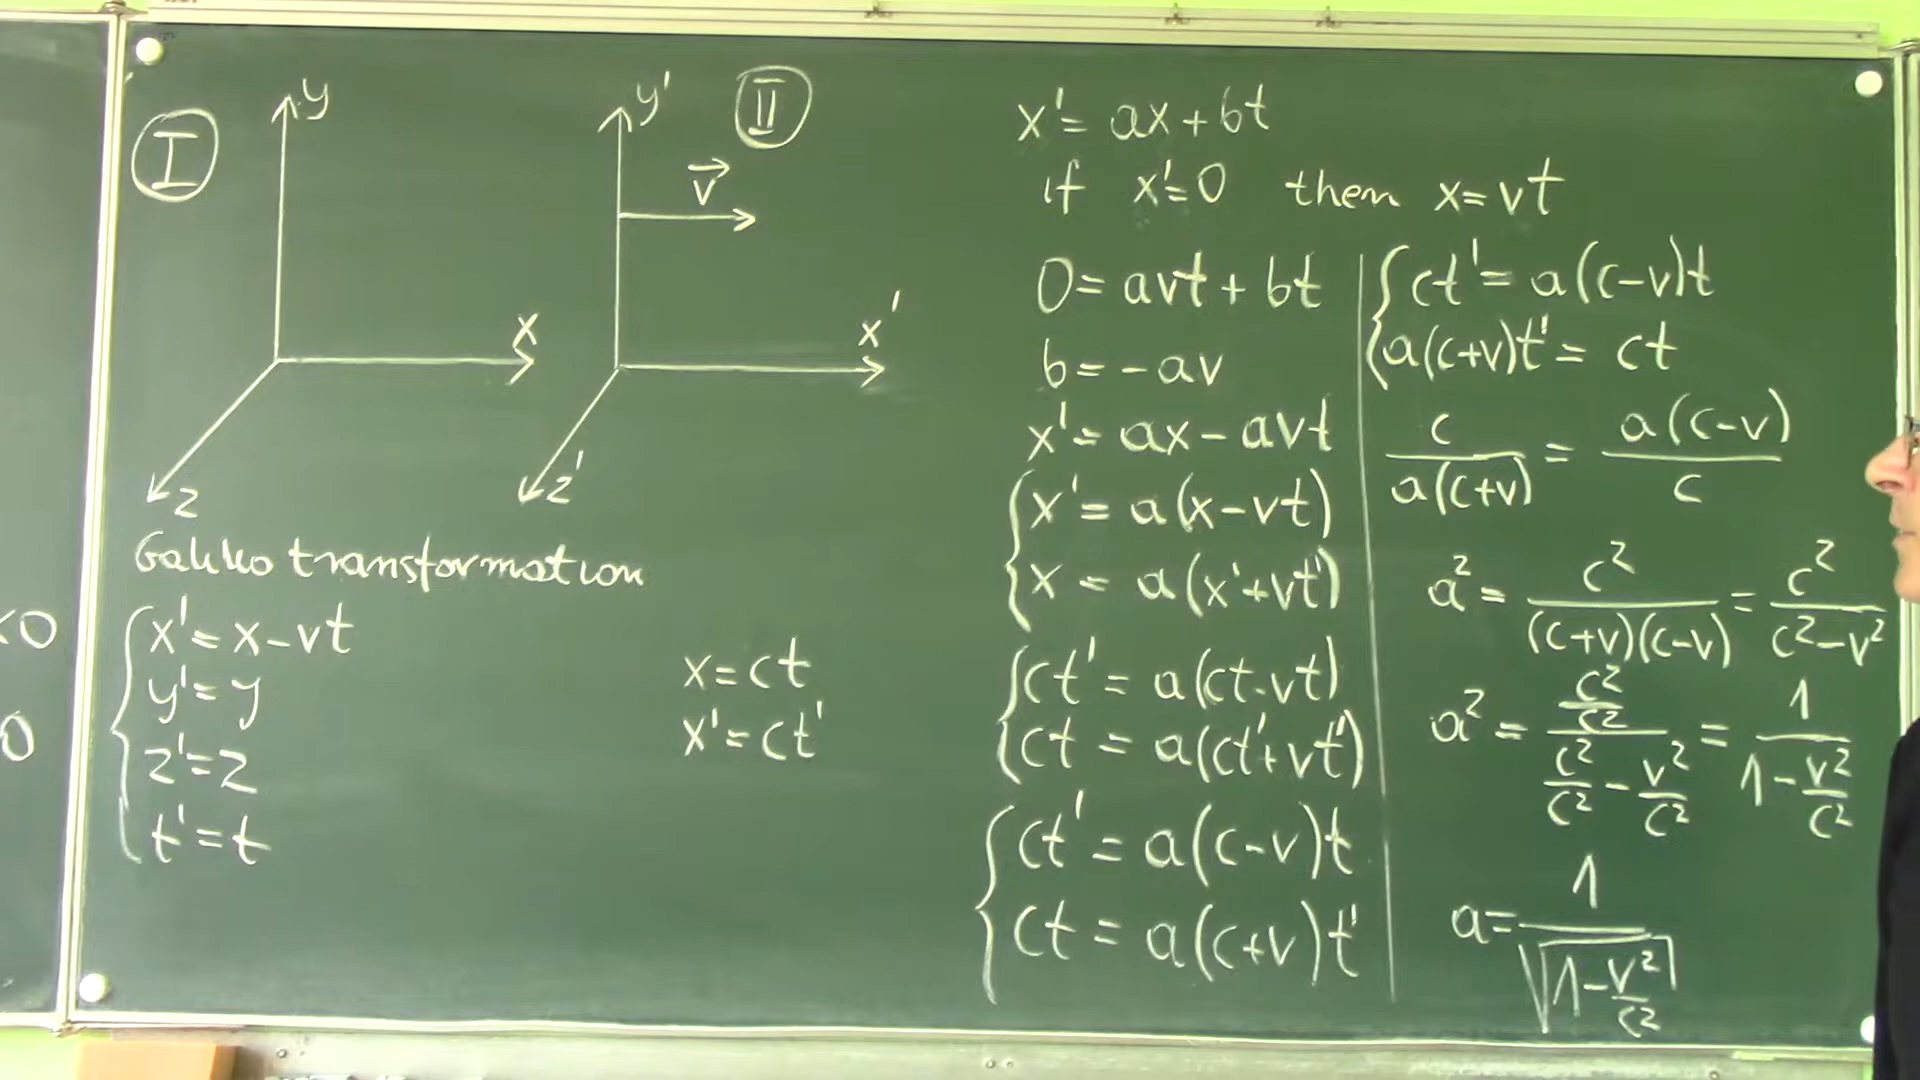 <0
0
I
y
x
z
y'
II
v⃗
x'
z'
Galileo transformation
x' = x - vt
y' = y
z' = z
t' = t
x = ct
x' = ct'
x' = ax + bt
if x' = 0 then x = vt
0 = avt + bt
b = -av
x' = ax - avt
x' = a(x - vt)
x = a(x' + vt')
ct' = a(ct - vt)
ct = a(ct' + vt')
ct' = a(c - v)t
ct = a(c + v)t'
ct' = a(c - v)t
a(c + v)t' = ct
c / a(c + v) = a(c - v) / c
a² = c² / (c + v)(c - v) = c² / c² - v²
a² = c²/c² / c²/c² - v²/c² = 1 / 1 - v²/c²
a = 1 / √1 - v²/c²